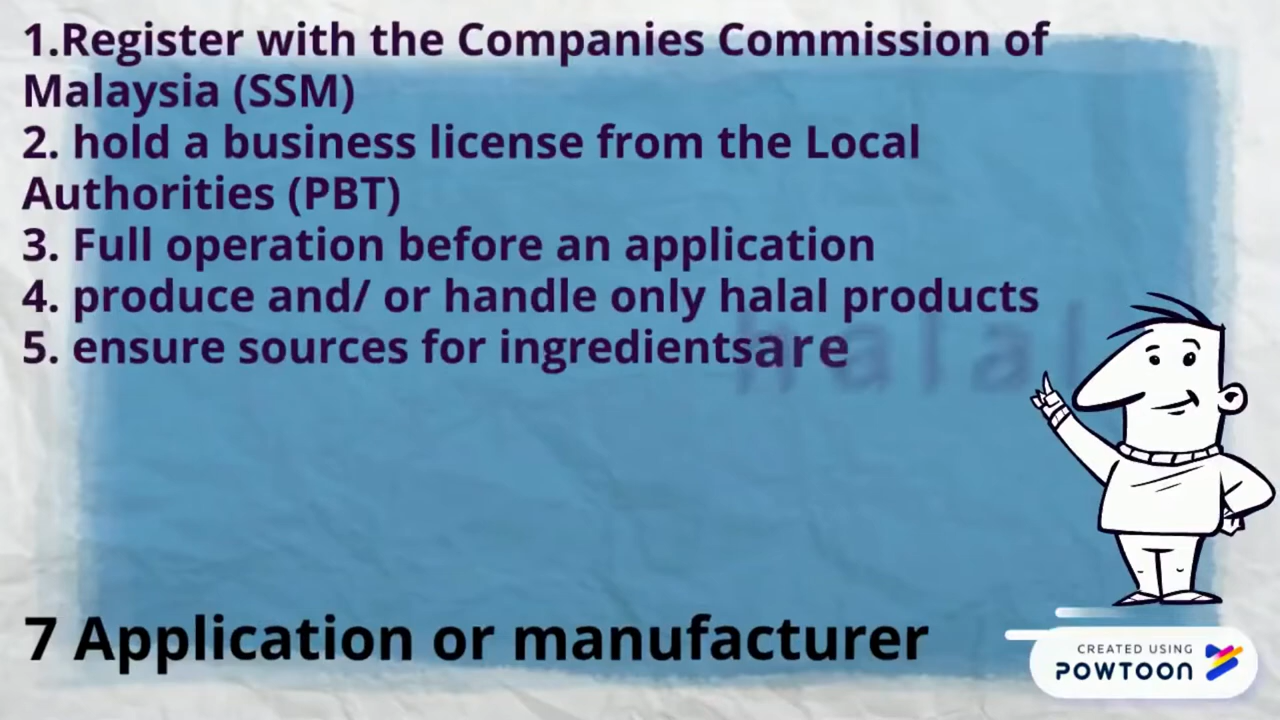 1.Register with the Companies Commission of
Malaysia (SSM)
2. hold a business license from the Local
Authorities (PBT)
3. Full operation before an application
4. produce and/ or handle only halal products
5. ensure sources for ingredientsare
halal
7 Application or manufacturer
CREATED USING
POWTOON